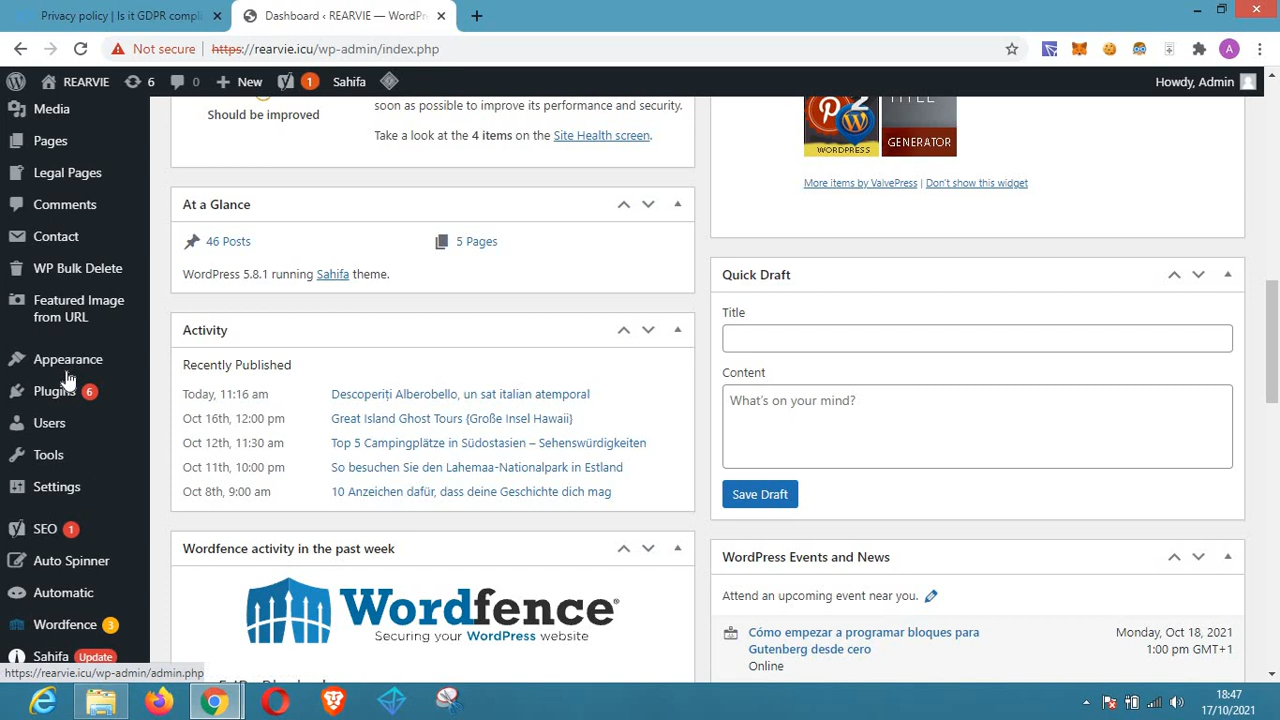 Privacy policy | Is it GDPR compli
Dashboard ‹ REARVIE — WordPr
Not secure
https://rearvie.icu/wp-admin/index.php
A
REARVIE
6
0
New
1
Sahifa
Howdy, Admin
Media
Pages
Legal Pages
Comments
Contact
WP Bulk Delete
Featured Image
from URL
Appearance
Plugins 6
Users
Tools
Settings
SEO 1
Auto Spinner
Automatic
Wordfence 3
Sahifa Update
https://rearvie.icu/wp-admin/admin.php
Should be improved
soon as possible to improve its performance and security.
Take a look at the 4 items on the Site Health screen.
At a Glance
46 Posts
5 Pages
WordPress 5.8.1 running Sahifa theme.
Activity
Recently Published
Today, 11:16 am Descoperiți Alberobello, un sat italian atemporal
Oct 16th, 12:00 pm Great Island Ghost Tours {Große Insel Hawaii}
Oct 12th, 11:30 am Top 5 Campingplätze in Südostasien – Sehenswürdigkeiten
Oct 11th, 10:00 pm So besuchen Sie den Lahemaa-Nationalpark in Estland
Oct 8th, 9:00 am 10 Anzeichen dafür, dass deine Geschichte dich mag
Wordfence activity in the past week
Wordfence
Securing your WordPress website
2
WORDPRESS
TITLE
GENERATOR
More items by ValvePress | Don't show this widget
Quick Draft
Title
Content
What's on your mind?
Save Draft
WordPress Events and News
Attend an upcoming event near you.
Cómo empezar a programar bloques para
Gutenberg desde cero
Online
Monday, Oct 18, 2021
1:00 pm GMT+1
18:47
17/10/2021